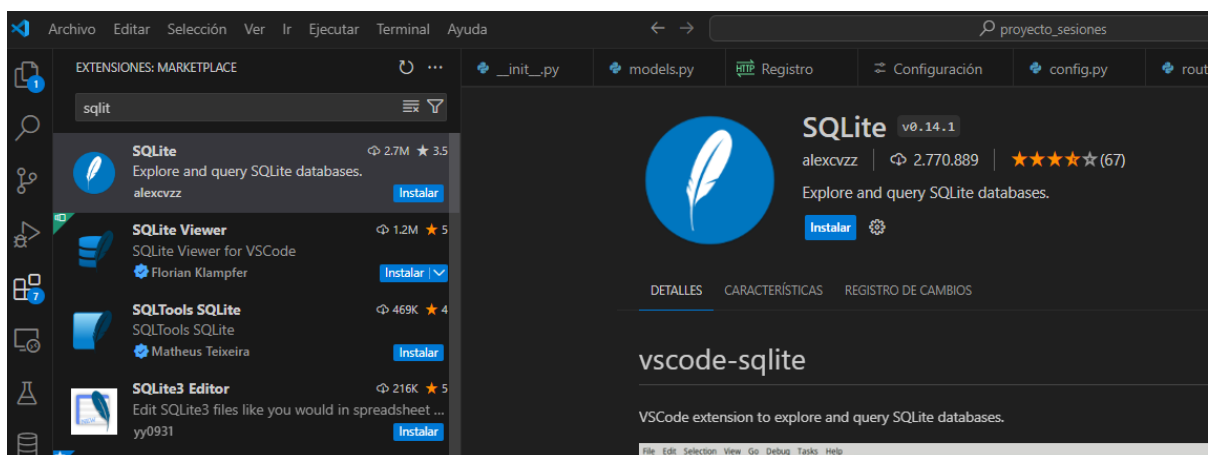 Archivo Editar Selección Ver Ir Ejecutar Terminal Ayuda
proyecto_sesiones
EXTENSIONES: MARKETPLACE
__init__.py
models.py
HTTP Registro
Configuración
config.py
rout
1
sqlit
SQLite
2.7M ★ 3.5
Explore and query SQLite databases.
alexcvzz
Instalar
SQLite Viewer
1.2M ★ 5
SQLite Viewer for VSCode
Florian Klampfer
Instalar
7
SQLTools SQLite
469K ★ 4
SQLTools SQLite
Matheus Teixeira
Instalar
SQLite3 Editor
216K ★ 5
Edit SQLite3 files like you would in spreadsheet ...
yy0931
Instalar
SQLite v0.14.1
alexcvzz 2.770.889 (67)
Explore and query SQLite databases.
Instalar
DETALLES CARACTERÍSTICAS REGISTRO DE CAMBIOS
vscode-sqlite
VSCode extension to explore and query SQLite databases.
File Edit Selection View Go Debug Tasks Help